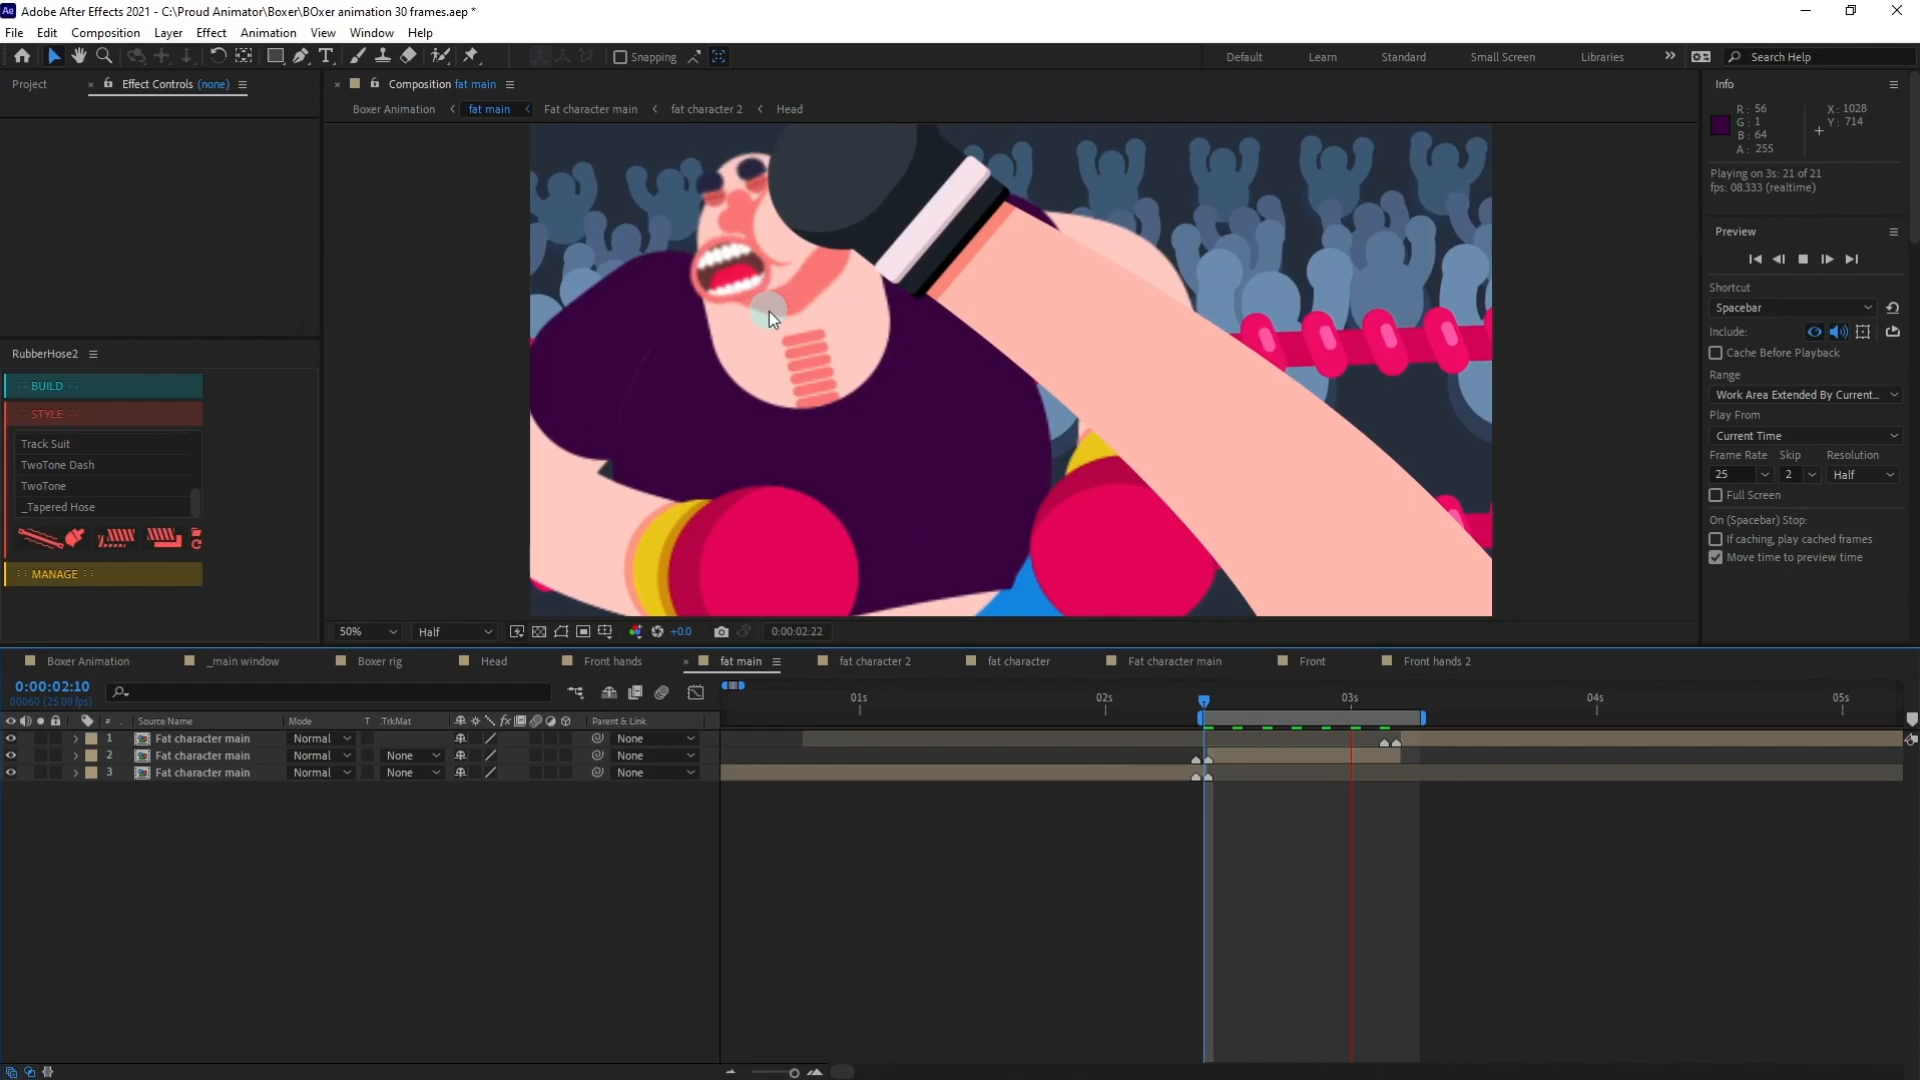 Ae Adobe After Effects 2021 - C:\Proud Animator\Boxer\BOxer animation 30 frames.aep *
File Edit Composition Layer Effect Animation View Window Help
Snapping Default Learn Standard Small Screen Libraries Search Help
Project Effect Controls (none)
Composition fat main
Boxer Animation fat main Fat character main fat character 2 Head
Info
R: 56 X: 1028
G: 1 Y: 714
B: 64
A: 255
Playing on 3s: 21 of 21
fps: 08.333 (realtime)
Preview
Shortcut
Spacebar
Include:
Cache Before Playback
Range
Work Area Extended By Current...
Play From
Current Time
Frame Rate Skip Resolution
25 2 Half
Full Screen
On (Spacebar) Stop:
If caching, play cached frames
Move time to preview time
RubberHose2
BUILD
STYLE
Track Suit
TwoTone Dash
TwoTone
_Tapered Hose
MANAGE
50% Half +0.0 0:00:02:22
Boxer Animation _main window Boxer rig Head Front hands fat main fat character 2 fat character Fat character main Front Front hands 2
0:00:02:10
00060 (25.00 fps)
01s 02s 03s 04s 05s
# Source Name Mode T .TrkMat fx Parent & Link
1 Fat character main Normal None
2 Fat character main Normal None None
3 Fat character main Normal None None